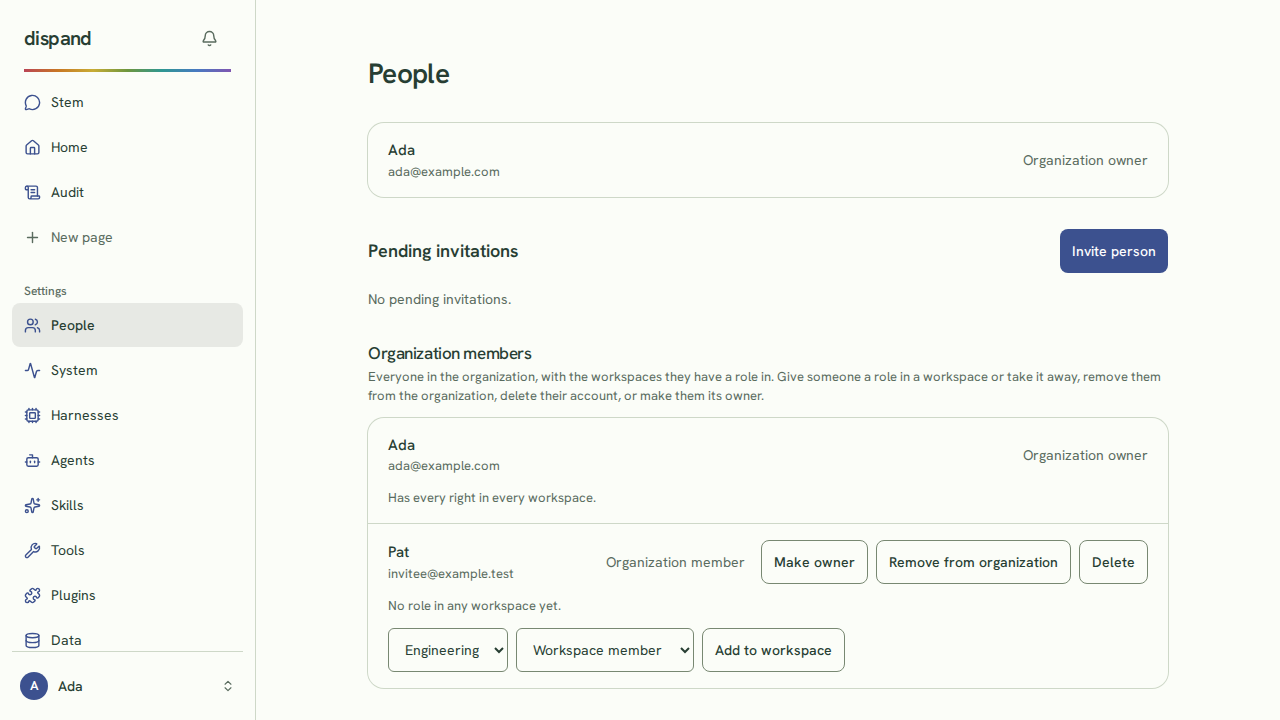 dispand
Stem
Home
Audit
New page
Settings
People
System
Harnesses
Agents
Skills
Tools
Plugins
Data
A
Ada
People
Ada
ada@example.com
Organization owner
Pending invitations
Invite person
No pending invitations.
Organization members
Everyone in the organization, with the workspaces they have a role in. Give someone a role in a workspace or take it away, remove them
from the organization, delete their account, or make them its owner.
Ada
ada@example.com
Organization owner
Has every right in every workspace.
Pat
invitee@example.test
Organization member
Make owner
Remove from organization
Delete
No role in any workspace yet.
Engineering
Workspace member
Add to workspace